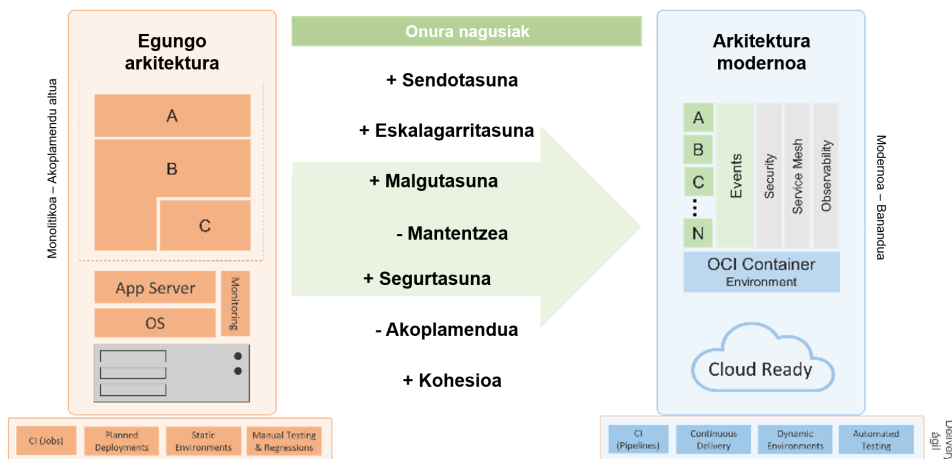 Egungo
arkitektura
Monolitikoa – Akoplamendu altua
A
B
C
App Server
OS
Monitoring
CI (Jobs)
Planned
Deployments
Static
Environments
Manual Testing
& Regressions
Onura nagusiak
+ Sendotasuna
+ Eskalagarritasuna
+ Malgutasuna
- Mantentzea
+ Segurtasuna
- Akoplamendua
+ Kohesioa
Arkitektura
modernoa
A
B
C
N
Events
Security
Service Mesh
Observability
OCI Container
Environment
Cloud Ready
Modernoa – Banandua
CI
(Pipelines)
Continuous
Delivery
Dynamic
Environments
Automated
Testing
Delivery
ágil